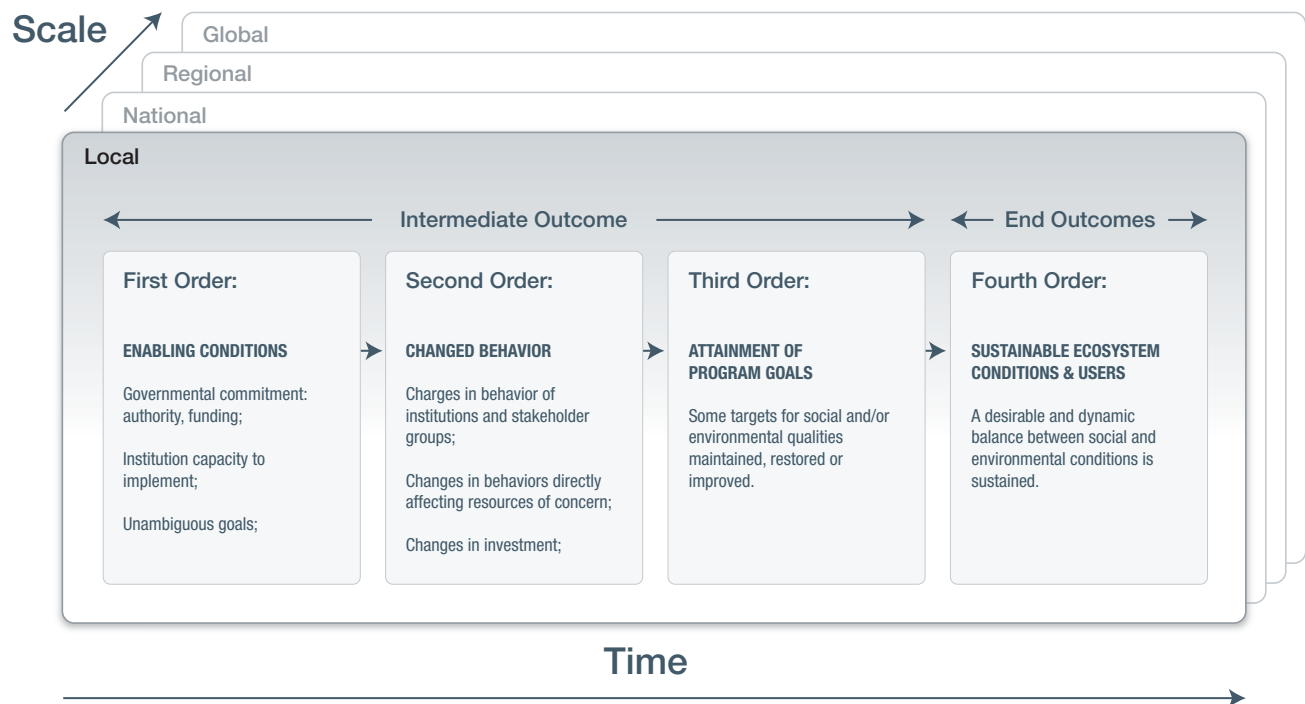 Scale
Global
Regional
National
Local
Intermediate Outcome
End Outcomes
First Order:
ENABLING CONDITIONS
Governmental commitment:
authority, funding;
Institution capacity to
implement;
Unambiguous goals;
Second Order:
CHANGED BEHAVIOR
Charges in behavior of
institutions and stakeholder
groups;
Changes in behaviors directly
affecting resources of concern;
Changes in investment;
Third Order:
ATTAINMENT OF
PROGRAM GOALS
Some targets for social and/or
environmental qualities
maintained, restored or
improved.
Fourth Order:
SUSTAINABLE ECOSYSTEM
CONDITIONS & USERS
A desirable and dynamic
balance between social and
environmental conditions is
sustained.
Time